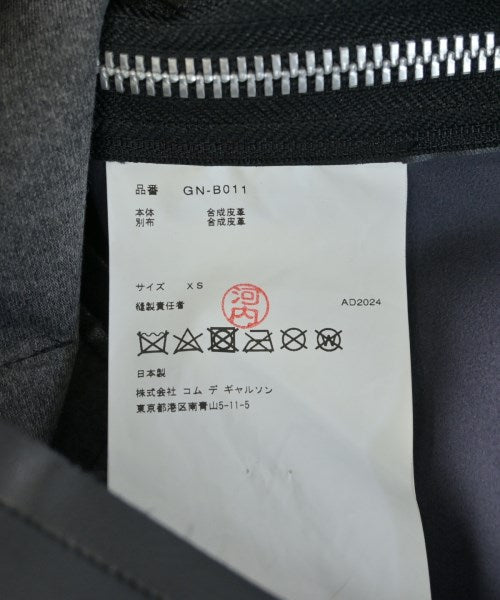 品番 GN-B011
本体 合成皮革
別布 合成皮革
サイズ XS
縫製責任者 河内 AD2024
W
日本製
株式会社 コム デ ギャルソン
東京都港区南青山5-11-5